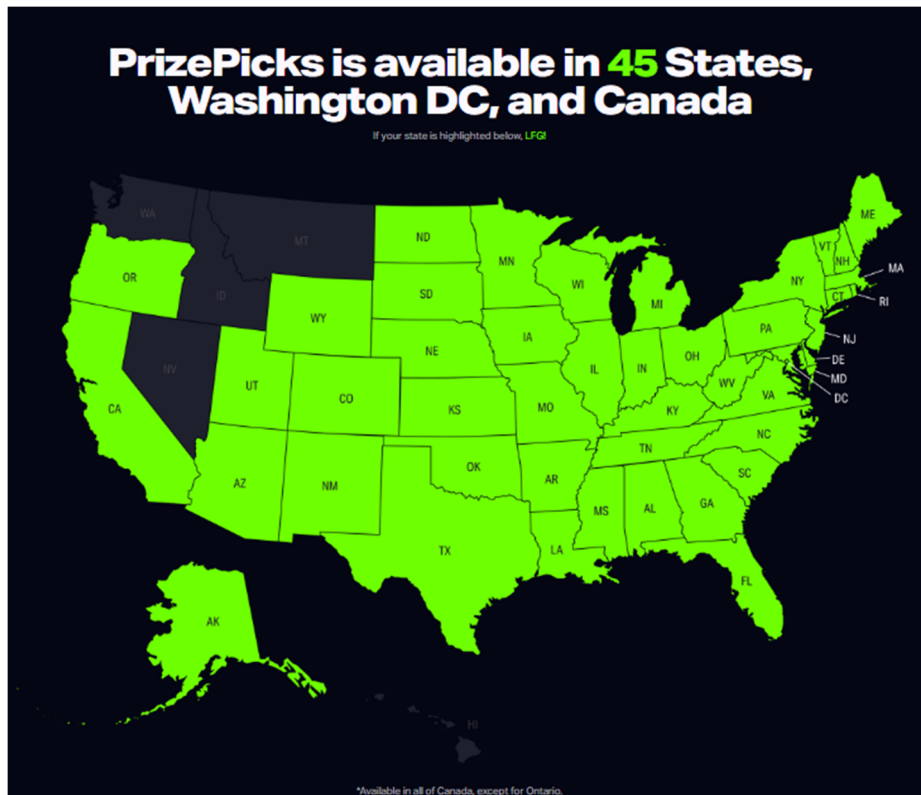 PrizePicks is available in 45 States,
Washington DC, and Canada
If your state is highlighted below, LFG!
WA
MT
ND
MN
ME
VT
NH
OR
ID
SD
WI
MI
NY
MA
CT
RI
WY
IA
PA
NJ
NV
UT
NE
IL
IN
OH
DE
MD
CA
CO
KS
MO
KY
WV
VA
DC
AZ
NM
OK
AR
TN
NC
SC
TX
LA
MS
AL
GA
FL
AK
HI
*Available in all of Canada, except for Ontario.